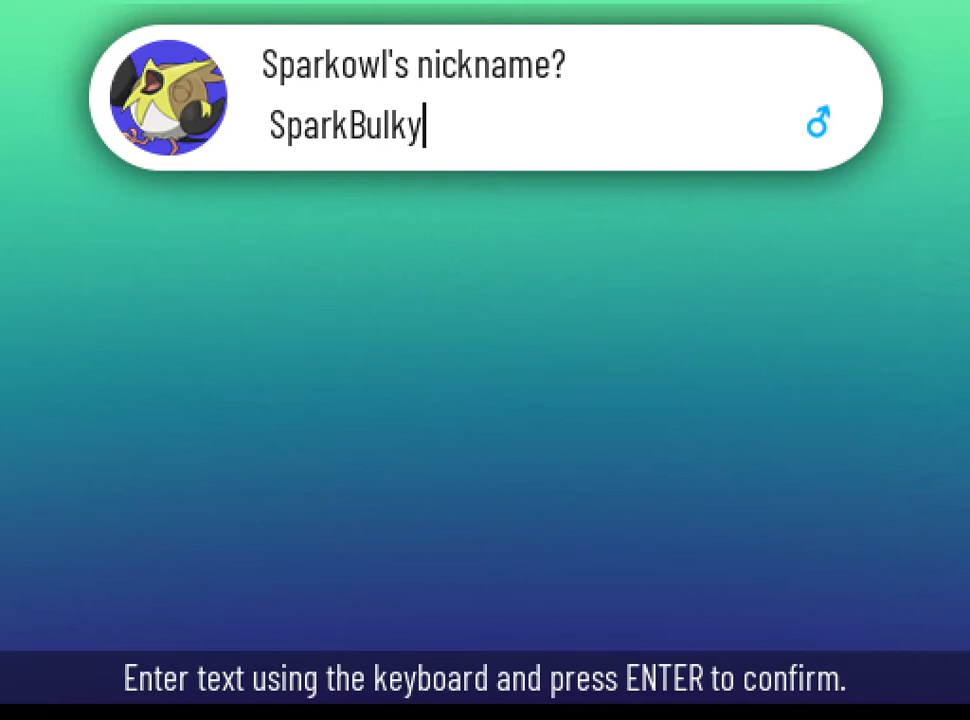 Sparkowl's nickname?
SparkBulky
♂
Enter text using the keyboard and press ENTER to confirm.